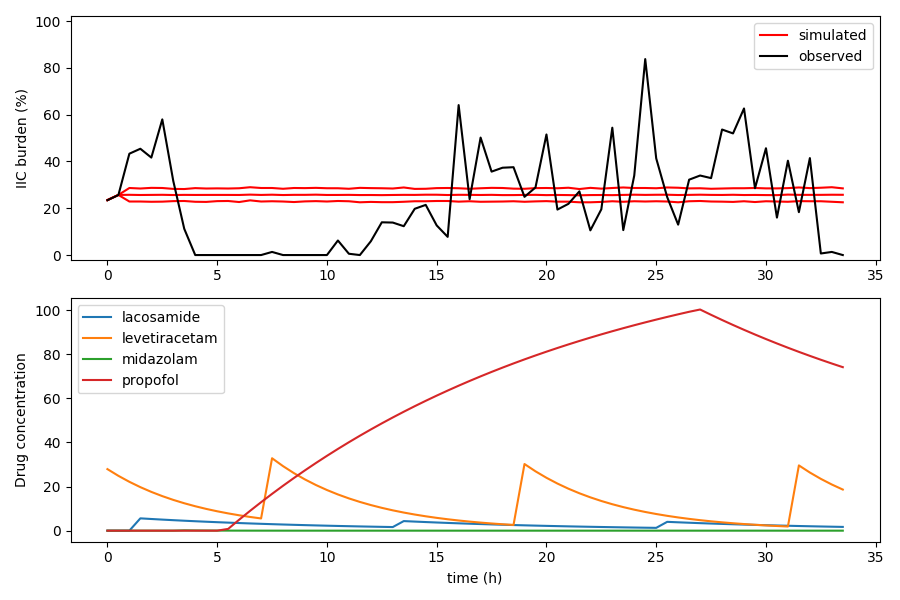 100
80
60
40
20
0
IIC burden (%)
simulated
observed
0 5 10 15 20 25 30 35
100
80
60
40
20
0
Drug concentration
lacosamide
levetiracetam
midazolam
propofol
0 5 10 15 20 25 30 35
time (h)